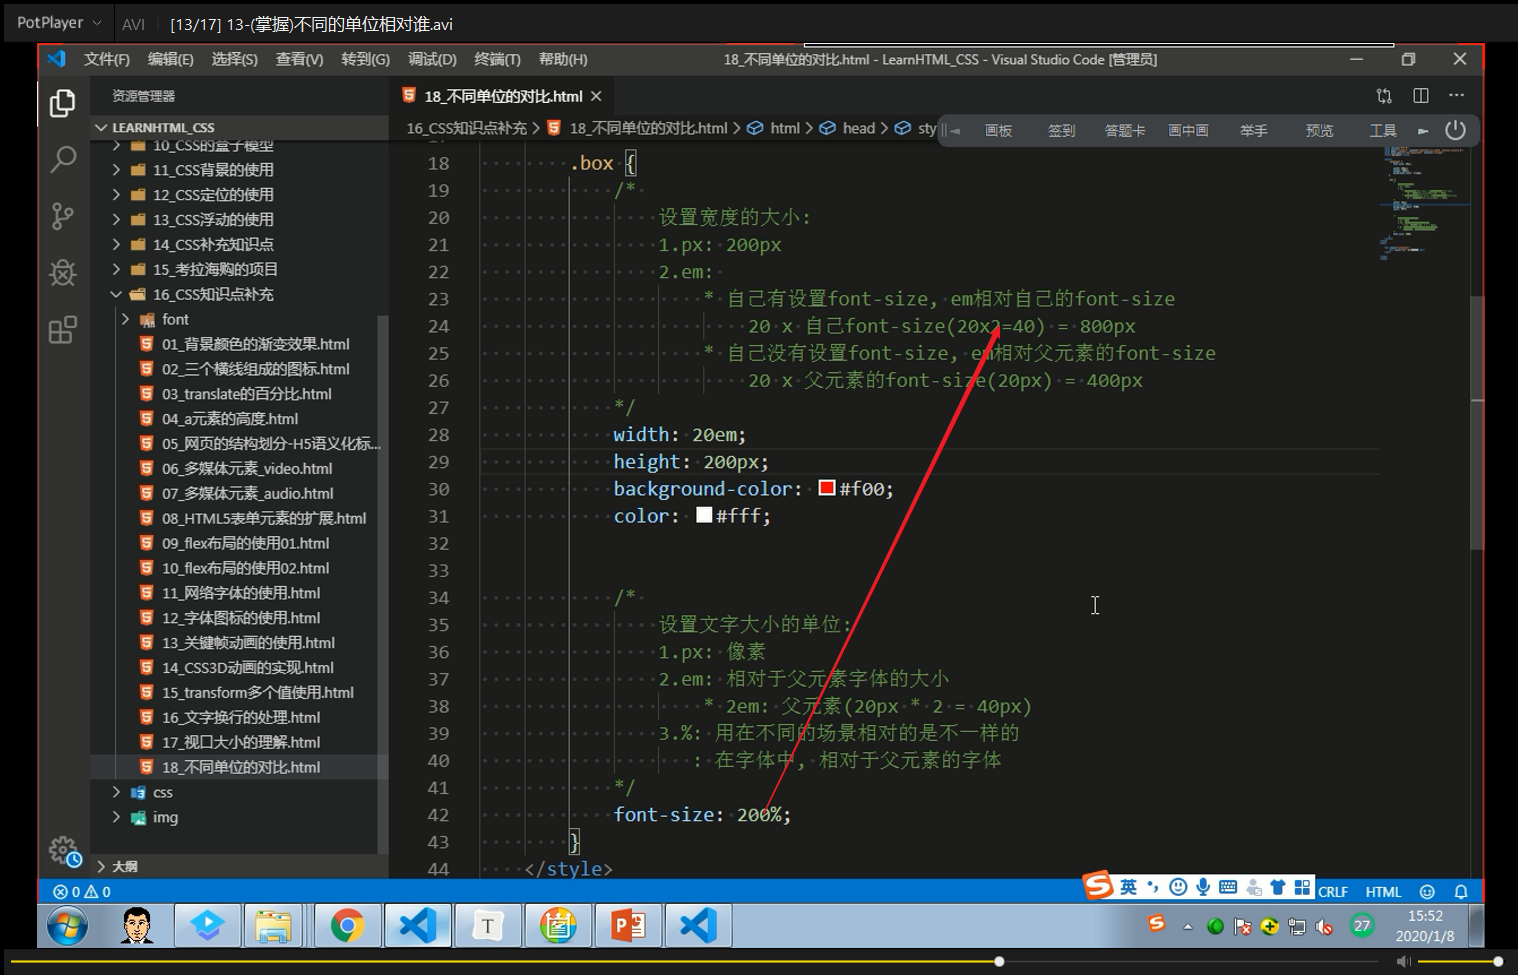 PotPlayer
AVI
[13/17] 13-(掌握)不同的单位相对谁.avi
文件(F) 编辑(E) 选择(S) 查看(V) 转到(G) 调试(D) 终端(T) 帮助(H)
18_不同单位的对比.html - LearnHTML_CSS - Visual Studio Code [管理员]
资源管理器
18_不同单位的对比.html
LEARNHTML_CSS
16_CSS知识点补充 > 18_不同单位的对比.html > html > head > sty
画板 签到 答题卡 画中画 举手 预览 工具
10_CSS的盒子模型
11_CSS背景的使用
12_CSS定位的使用
13_CSS浮动的使用
14_CSS补充知识点
15_考拉海购的项目
16_CSS知识点补充
font
01_背景颜色的渐变效果.html
02_三个横线组成的图标.html
03_translate的百分比.html
04_a元素的高度.html
05_网页的结构划分-H5语义化标...
06_多媒体元素_video.html
07_多媒体元素_audio.html
08_HTML5表单元素的扩展.html
09_flex布局的使用01.html
10_flex布局的使用02.html
11_网络字体的使用.html
12_字体图标的使用.html
13_关键帧动画的使用.html
14_CSS3D动画的实现.html
15_transform多个值使用.html
16_文字换行的处理.html
17_视口大小的理解.html
18_不同单位的对比.html
css
img
大纲
18 .box {
19 /*
20 设置宽度的大小:
21 1.px: 200px
22 2.em:
23 * 自己有设置font-size, em相对自己的font-size
24 20 x 自己font-size(20x2=40) = 800px
25 * 自己没有设置font-size, em相对父元素的font-size
26 20 x 父元素的font-size(20px) = 400px
27 */
28 width: 20em;
29 height: 200px;
30 background-color: #f00;
31 color: #fff;
32
33
34 /*
35 设置文字大小的单位:
36 1.px: 像素
37 2.em: 相对于父元素字体的大小
38 * 2em: 父元素(20px * 2 = 40px)
39 3.%: 用在不同的场景相对的是不一样的
40 : 在字体中, 相对于父元素的字体
41 */
42 font-size: 200%;
43 }
44 </style>
0 0
英
CRLF HTML
27
15:52
2020/1/8